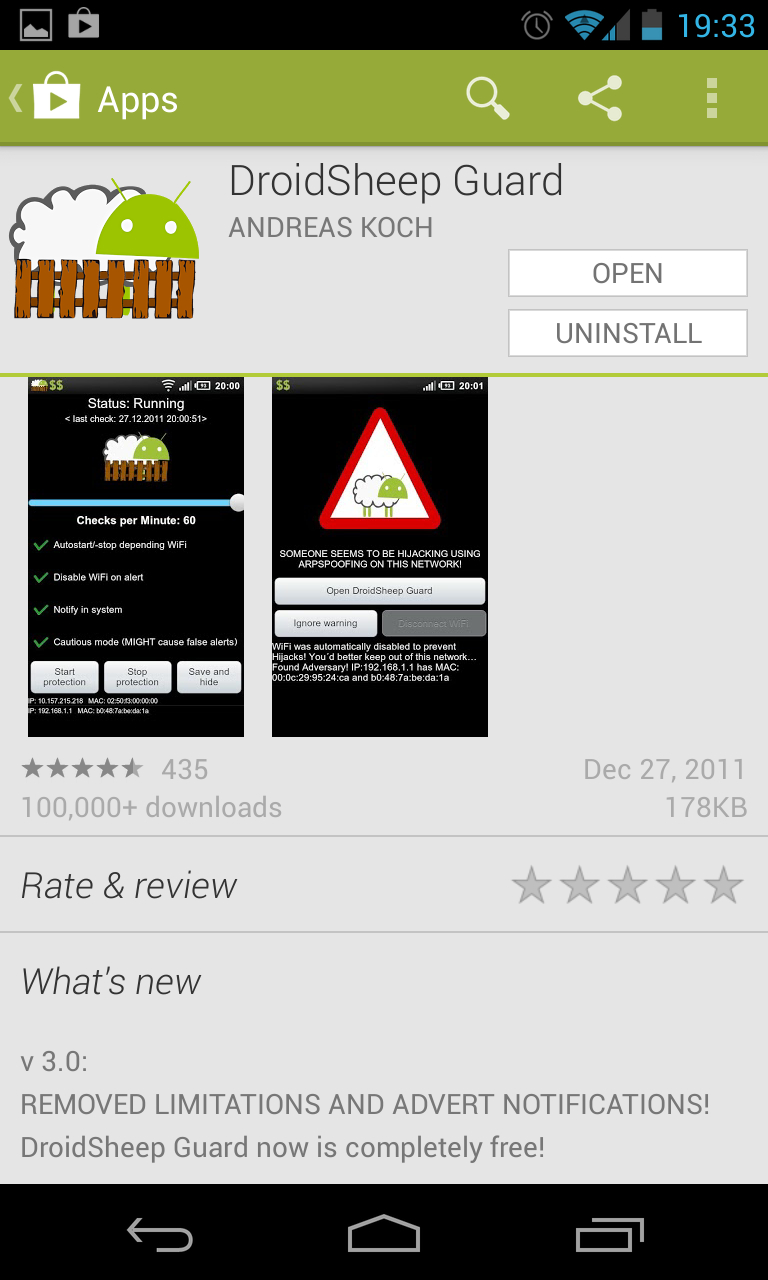 19:33
Apps
DroidSheep Guard
ANDREAS KOCH
OPEN
UNINSTALL
$$ 93 20:00
Status: Running
< last check: 27.12.2011 20:00:51>
Checks per Minute: 60
Autostart/-stop depending WiFi
Disable WiFi on alert
Notify in system
Cautious mode (MIGHT cause false alerts)
Start protection
Stop protection
Save and hide
IP: 10.157.215.218 MAC: 02:50:f3:00:00:00
IP: 192.168.1.1 MAC: b0:48:7a:be:da:1a
$$ 93 20:01
SOMEONE SEEMS TO BE HIJACKING USING
ARPSPOOFING ON THIS NETWORK!
Open DroidSheep Guard
Ignore warning
Disconnect WiFi
WiFi was automatically disabled to prevent
Hijacks! You´d better keep out of this network...
Found Adversary! IP:192.168.1.1 has MAC:
00:0c:29:95:24:ca and b0:48:7a:be:da:1a
435
Dec 27, 2011
100,000+ downloads
178KB
Rate & review
What's new
v 3.0:
REMOVED LIMITATIONS AND ADVERT NOTIFICATIONS!
DroidSheep Guard now is completely free!